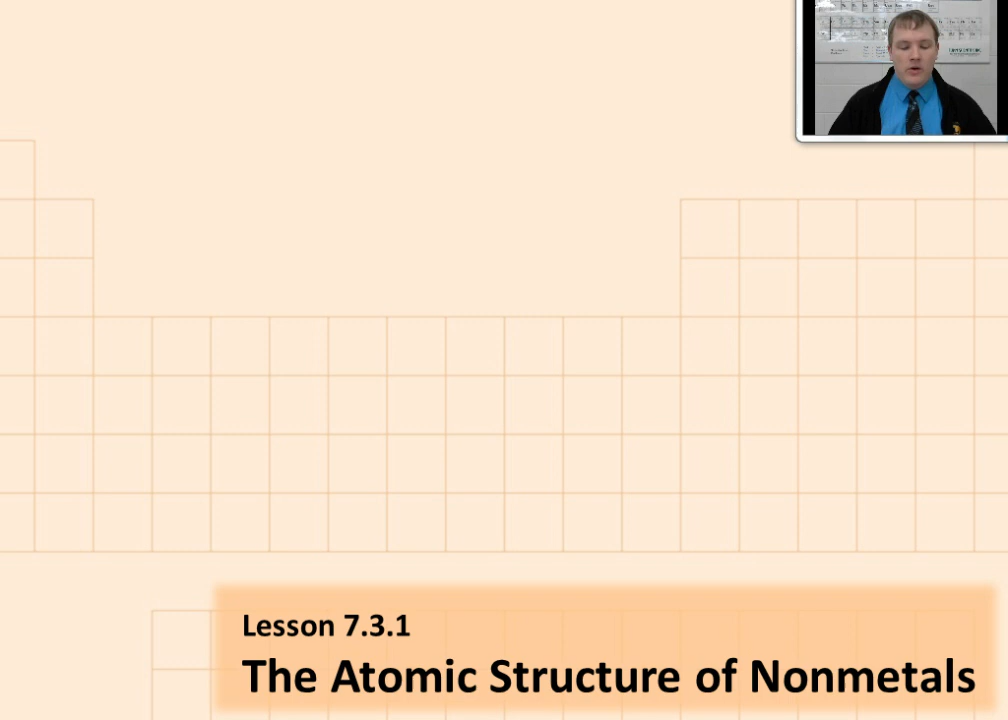 Lesson 7.3.1
The Atomic Structure of Nonmetals